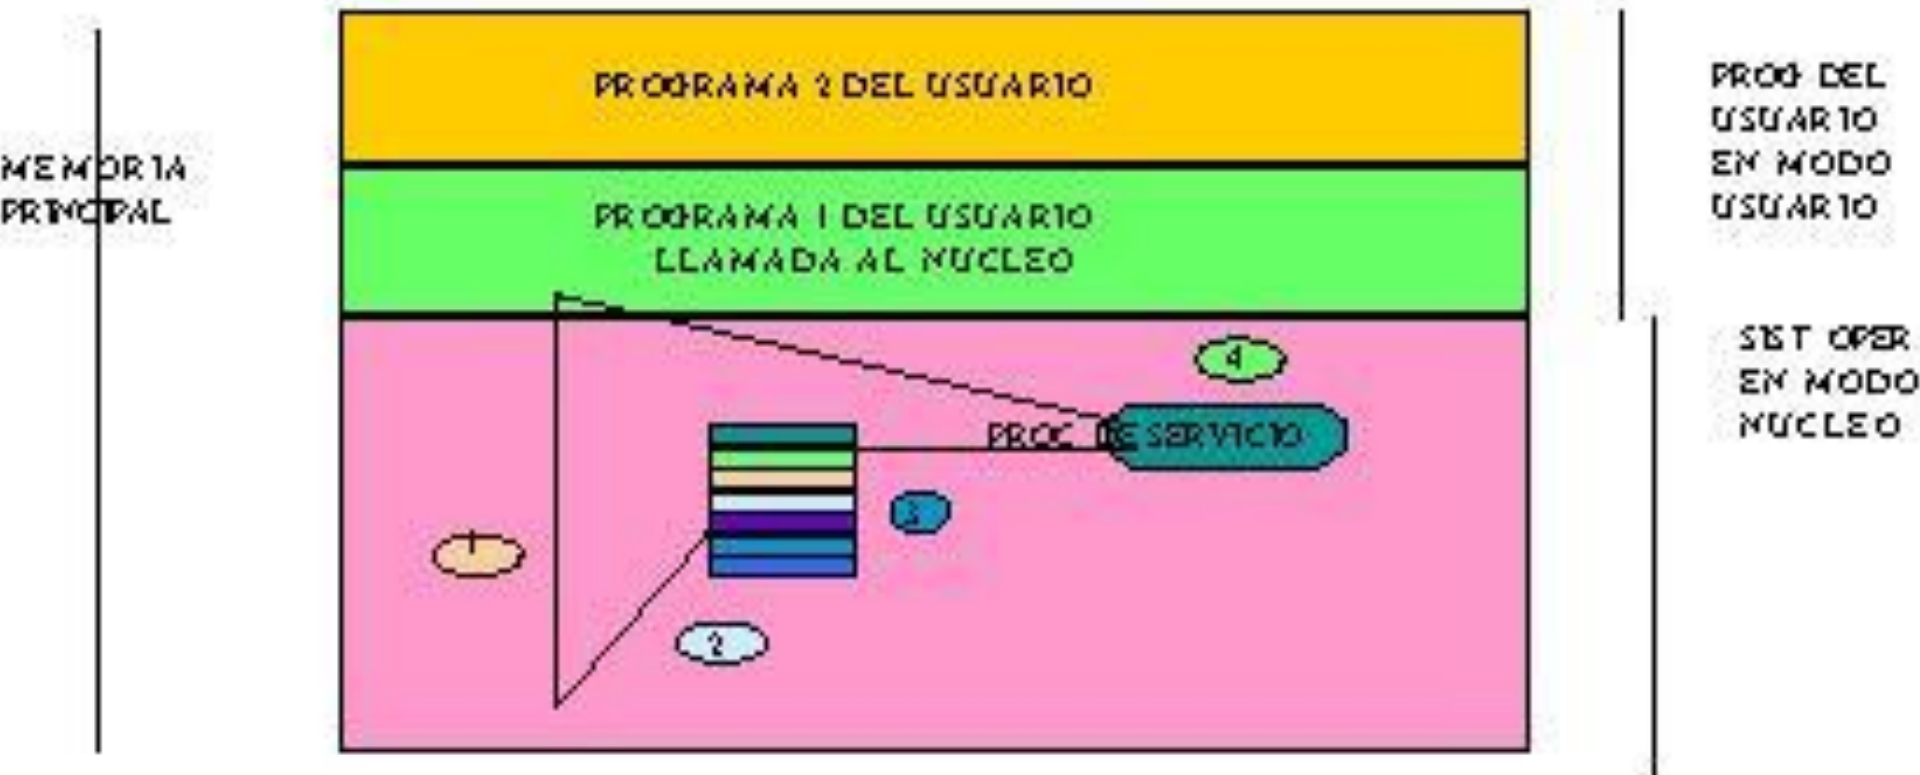 MEMORIA
PRINCIPAL
PROGRAMA 2 DEL USUARIO
PROGRAMA 1 DEL USUARIO
LLAMADA AL NUCLEO
4
PROC DE SERVICIO
3
1
2
PROG DEL
USUARIO
EN MODO
USUARIO
SIST OPER
EN MODO
NUCLEO